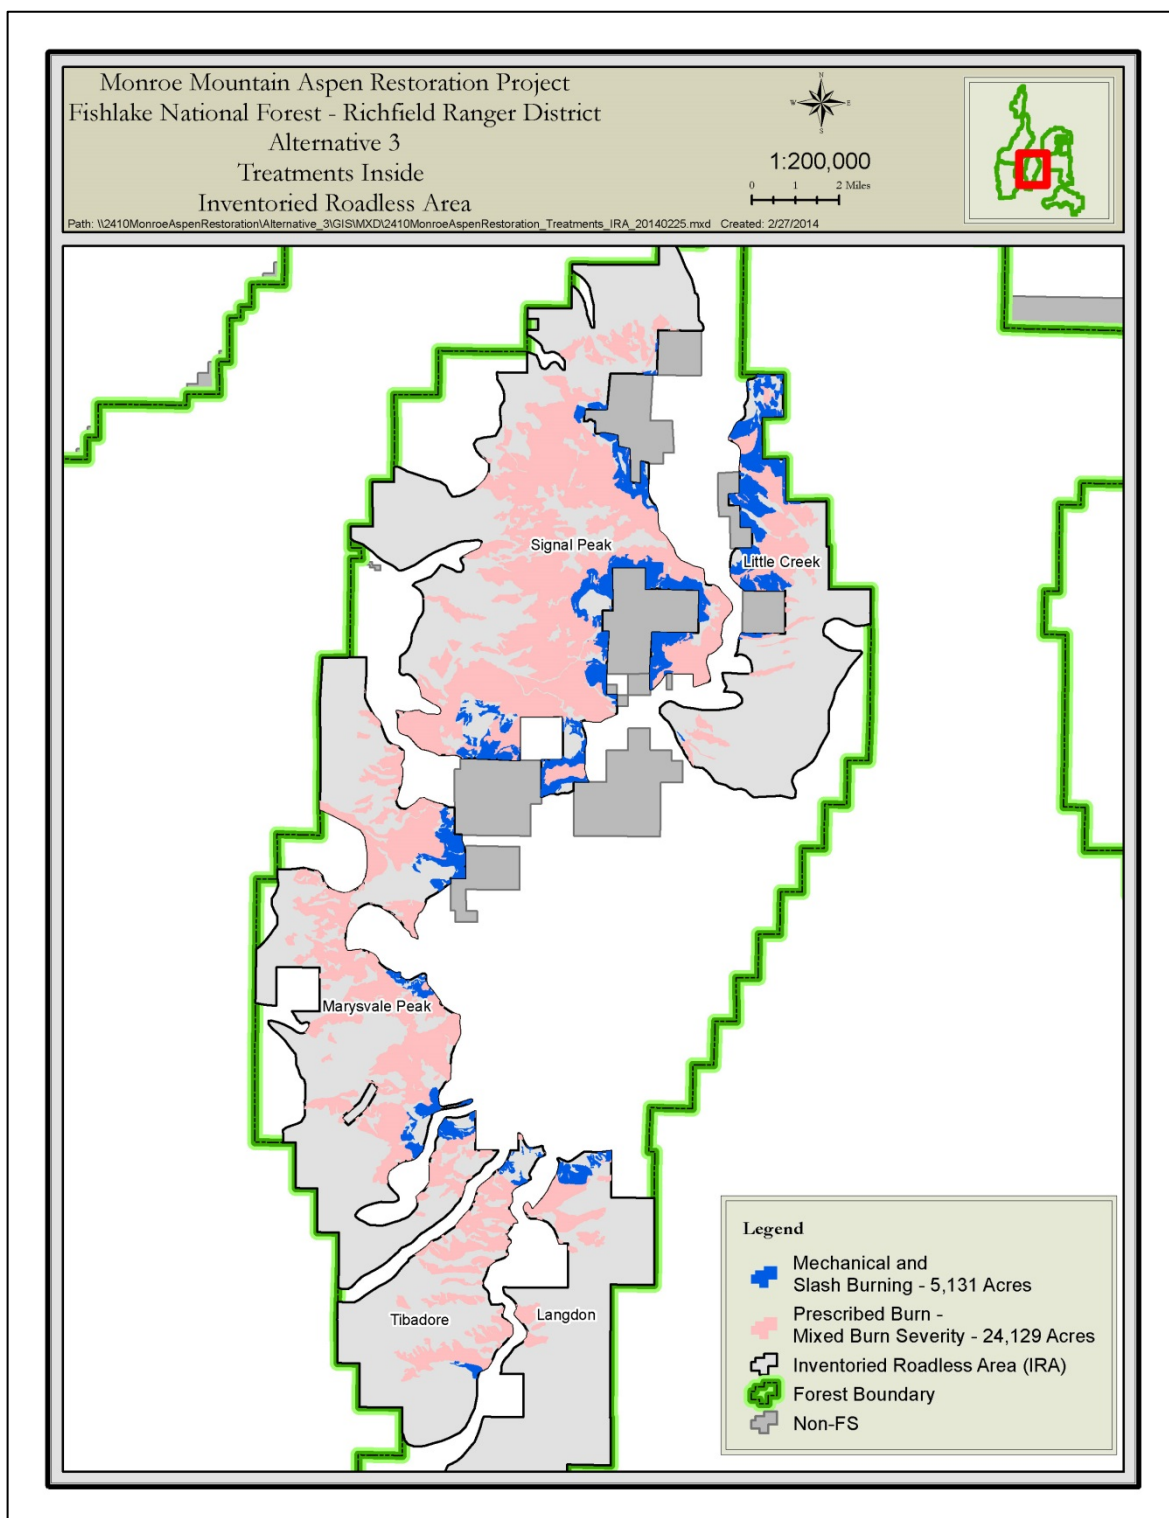 Monroe Mountain Aspen Restoration Project
Fishlake National Forest - Richfield Ranger District
Alternative 3
Treatments Inside
Inventoried Roadless Area
Path: \\2410MonroeAspenRestoration\Alternative_3\GIS\MXD\2410MonroeAspenRestoration_Treatments_IRA_20140225.mxd Created: 2/27/2014
N
W E
S
1:200,000
0 1 2 Miles
Signal Peak
Little Creek
Marysvale Peak
Tibadore
Langdon
Legend
Mechanical and
Slash Burning - 5,131 Acres
Prescribed Burn -
Mixed Burn Severity - 24,129 Acres
Inventoried Roadless Area (IRA)
Forest Boundary
Non-FS